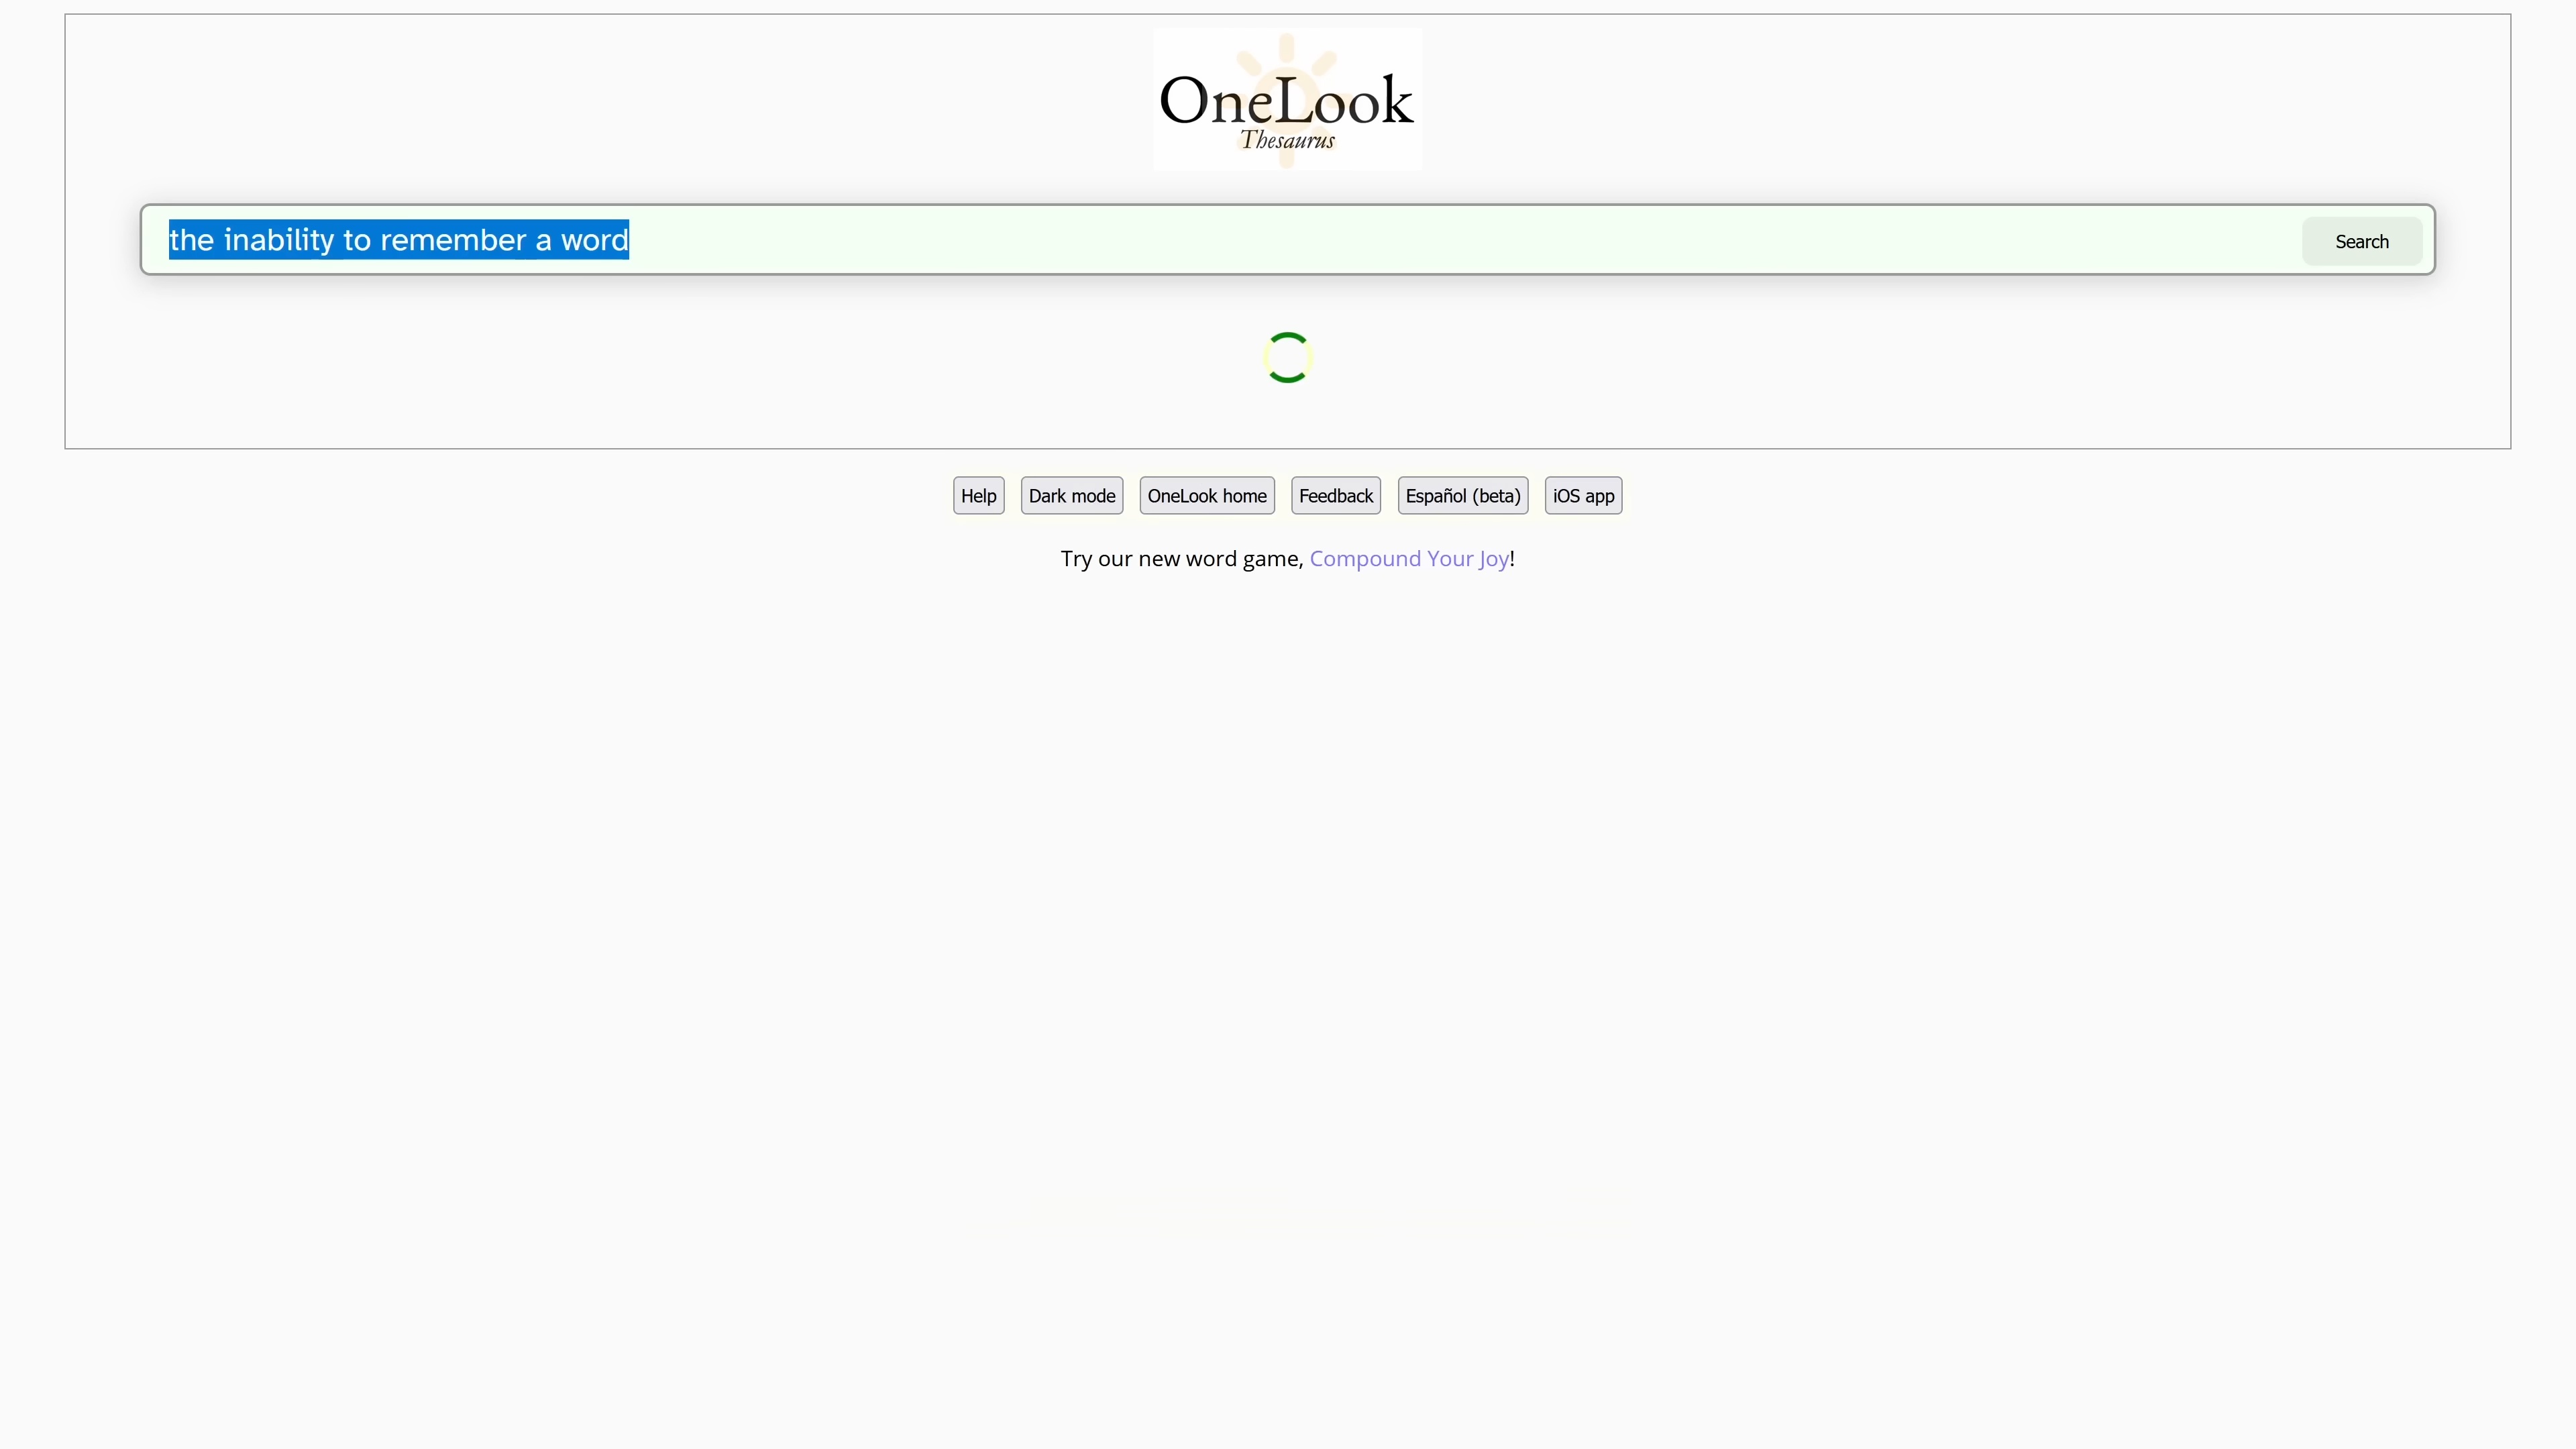 OneLook
Thesaurus
the inability to remember a word
Search
Help
Dark mode
OneLook home
Feedback
Español (beta)
iOS app
Try our new word game, Compound Your Joy!